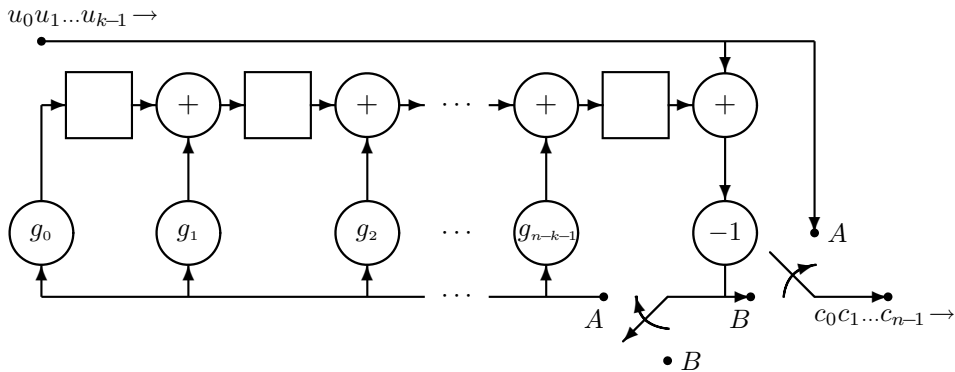 u₀u₁...uₖ₋₁ →
+ + ... + +
g₀ g₁ g₂ ... gₙ₋ₖ₋₁ −1 A
... A B
c₀c₁...cₙ₋₁ →
B